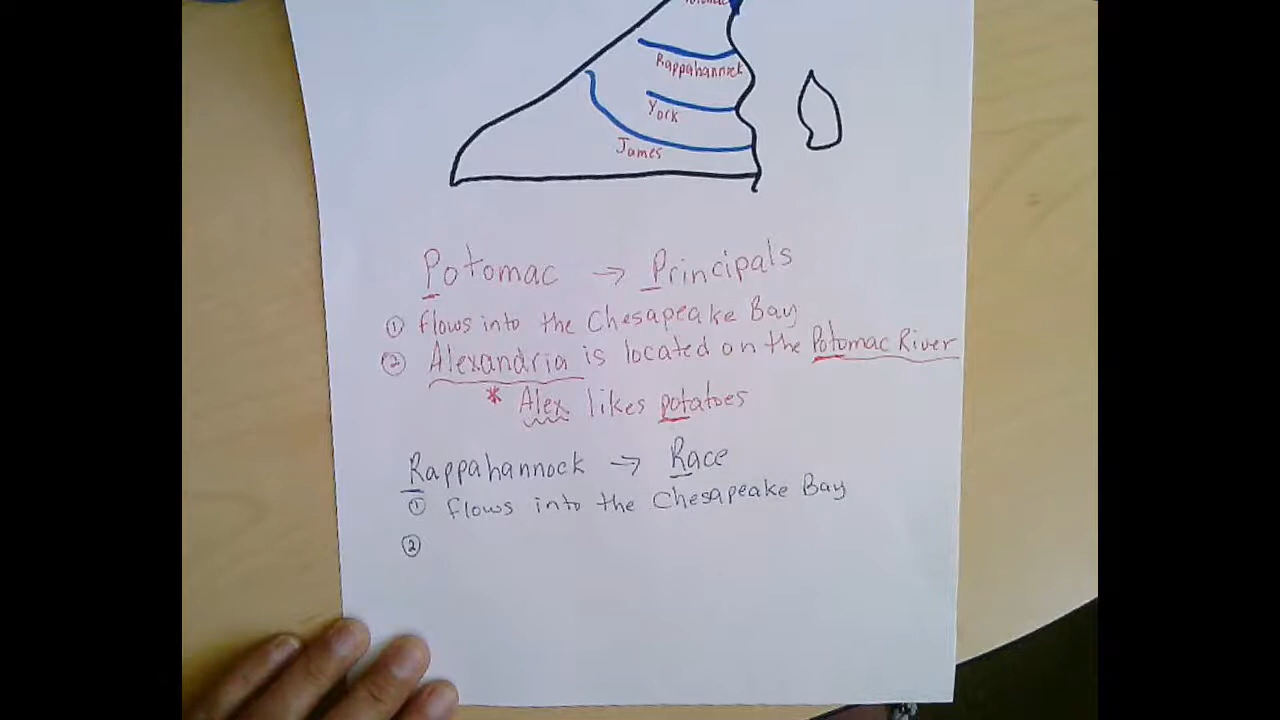 Potomac
Rappahannock
York
James
Potomac → Principals
① flows into the Chesapeake Bay
② Alexandria is located on the Potomac River
* Alex likes potatoes
Rappahannock → Race
① flows into the Chesapeake Bay
②